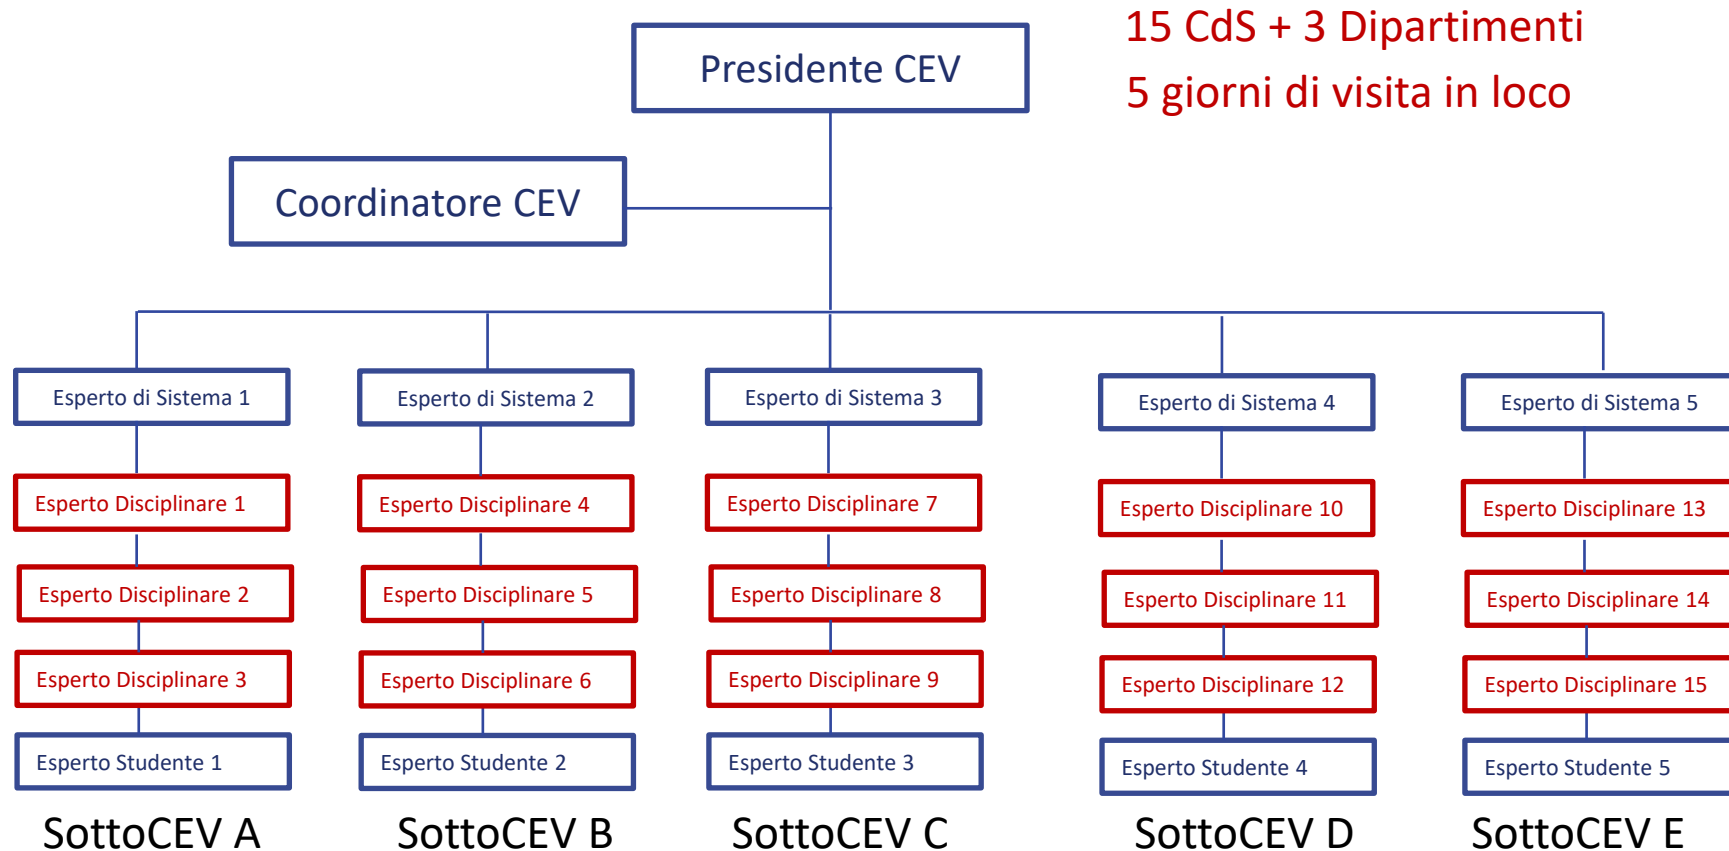 15 CdS + 3 Dipartimenti
Presidente CEV
5 giorni di visita in loco
Coordinatore CEV
Esperto di Sistema 1
Esperto di Sistema 2
Esperto di Sistema 3
Esperto di Sistema 4
Esperto di Sistema 5
Esperto Disciplinare 1
Esperto Disciplinare 4
Esperto Disciplinare 7
Esperto Disciplinare 10
Esperto Disciplinare 13
Esperto Disciplinare 2
Esperto Disciplinare 5
Esperto Disciplinare 8
Esperto Disciplinare 11
Esperto Disciplinare 14
Esperto Disciplinare 3
Esperto Disciplinare 6
Esperto Disciplinare 9
Esperto Disciplinare 12
Esperto Disciplinare 15
Esperto Studente 1
Esperto Studente 2
Esperto Studente 3
Esperto Studente 4
Esperto Studente 5
SottoCEV A
SottoCEV B
SottoCEV C
SottoCEV D
SottoCEV E